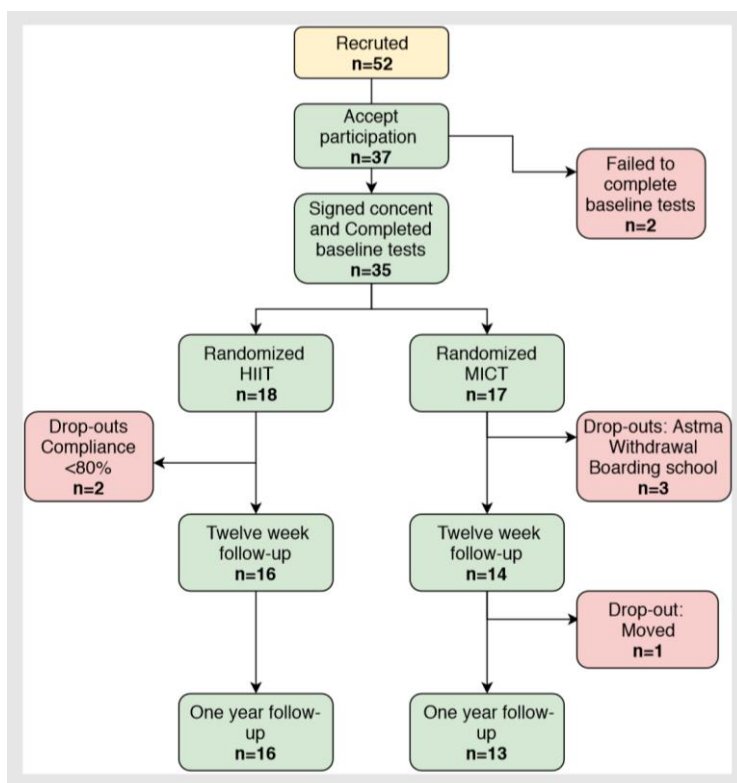 Recruted
n=52
Accept
participation
n=37
Failed to
complete
baseline tests
n=2
Signed concent
and Completed
baseline tests
n=35
Randomized
HIIT
n=18
Randomized
MICT
n=17
Drop-outs
Compliance
<80%
n=2
Drop-outs: Astma
Withdrawal
Boarding school
n=3
Twelve week
follow-up
n=16
Twelve week
follow-up
n=14
Drop-out:
Moved
n=1
One year follow-
up
n=16
One year follow-
up
n=13